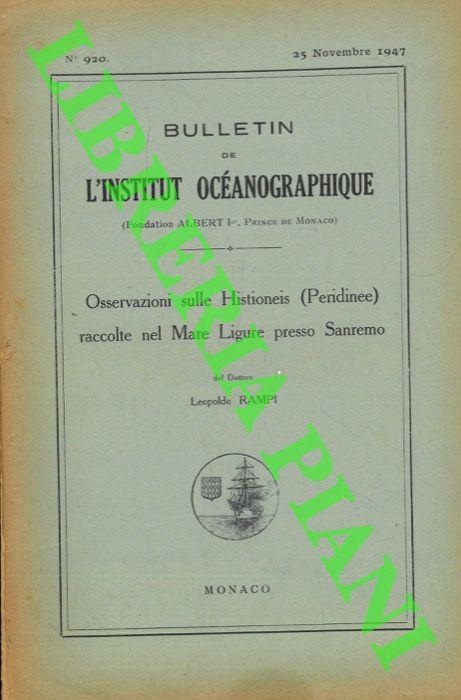 N° 920.
25 Novembre 1947
BULLETIN
DE
L'INSTITUT OCÉANOGRAPHIQUE
(Fondation ALBERT Ier, PRINCE DE MONACO)
Osservazioni sulle Histioneis (Peridinee)
raccolte nel Mare Ligure presso Sanremo
del Dottore
Leopoldo RAMPI
MONACO
LIBRERIA PIANI